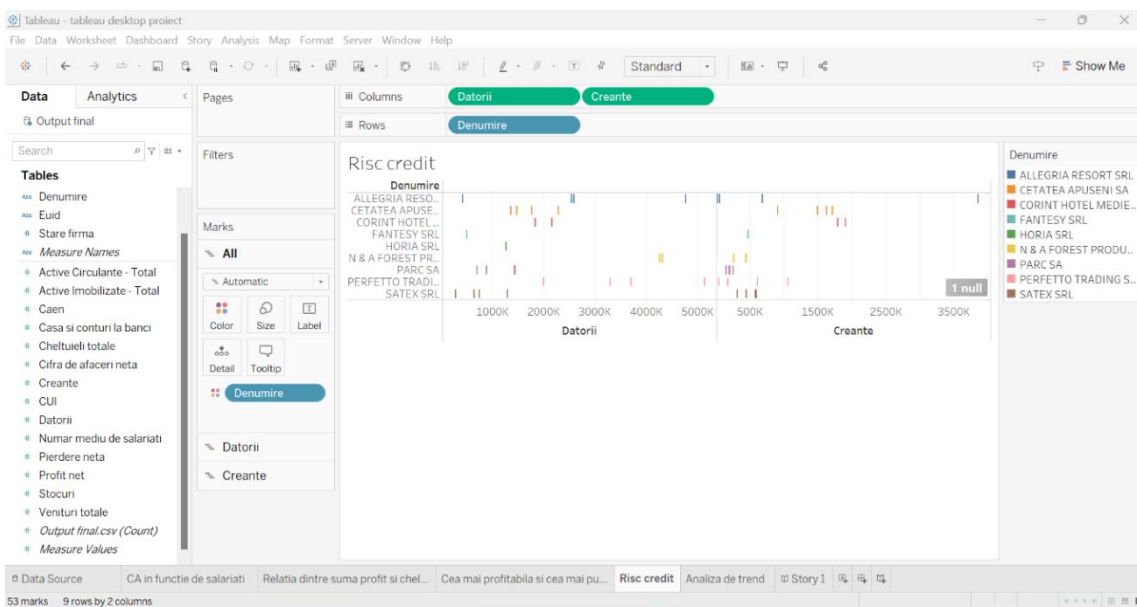 Tableau - tableau desktop proiect
File Data Worksheet Dashboard Story Analysis Map Format Server Window Help
Standard
Show Me
Data Analytics
Output final
Search
Tables
Abc Denumire
Abc Euid
# Stare firma
Abc Measure Names
# Active Circulante - Total
# Active Imobilizate - Total
# Caen
# Casa si conturi la banci
# Cheltuieli totale
# Cifra de afaceri neta
# Creante
# CUI
# Datorii
# Numar mediu de salariati
# Pierdere neta
# Profit net
# Stocuri
# Venituri totale
# Output final.csv (Count)
# Measure Values
Pages
Filters
Marks
All
Automatic
Color Size Label
Detail Tooltip
Denumire
Datorii
Creante
Columns Datorii Creante
Rows Denumire
Risc credit
Denumire
ALLEGRIA RESO..
CETATEA APUSE..
CORINT HOTEL ..
FANTESY SRL
HORIA SRL
N & A FOREST PR..
PARC SA
PERFETTO TRADI..
SATEX SRL
1 null
1000K 2000K 3000K 4000K 5000K 500K 1500K 2500K 3500K
Datorii Creante
Denumire
ALLEGRIA RESORT SRL
CETATEA APUSENI SA
CORINT HOTEL MEDIE..
FANTESY SRL
HORIA SRL
N & A FOREST PRODU..
PARC SA
PERFETTO TRADING S..
SATEX SRL
Data Source CA in functie de salariati Relatia dintre suma profit si chel... Cea mai profitabila si cea mai pu... Risc credit Analiza de trend Story 1
53 marks 9 rows by 2 columns